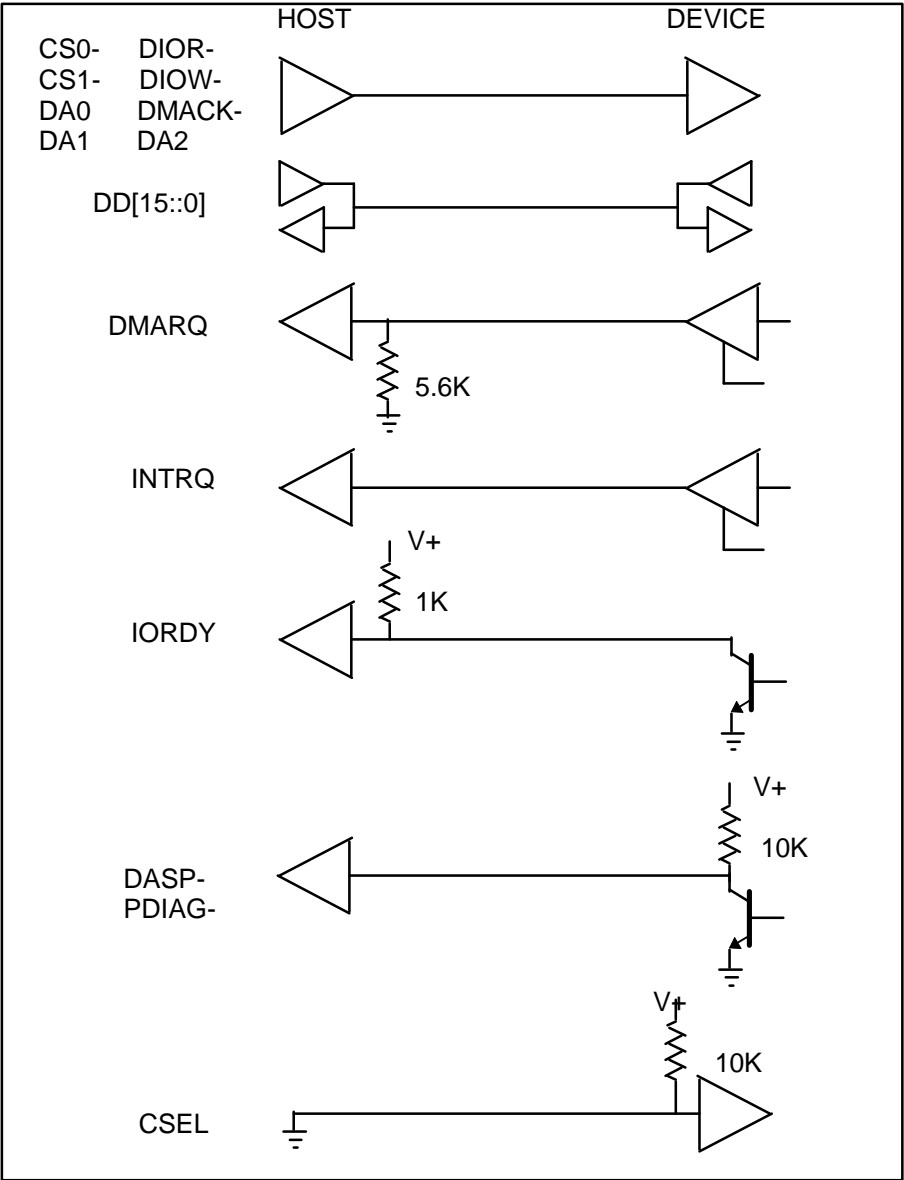 HOST DEVICE
CS0- DIOR-
CS1- DIOW-
DA0 DMACK-
DA1 DA2
DD[15::0]
DMARQ
5.6K
INTRQ
V+
1K
IORDY
V+
10K
DASP-
PDIAG-
V+
10K
CSEL